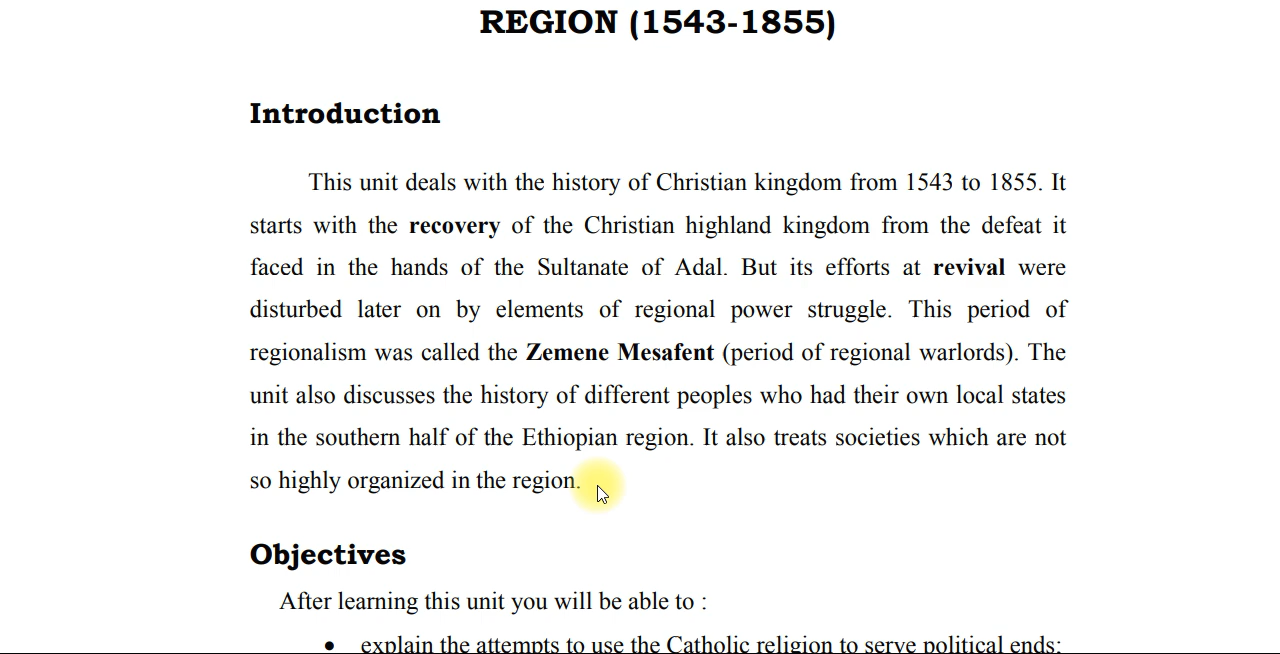 REGION (1543-1855)
Introduction
This unit deals with the history of Christian kingdom from 1543 to 1855. It
starts with the recovery of the Christian highland kingdom from the defeat it
faced in the hands of the Sultanate of Adal. But its efforts at revival were
disturbed later on by elements of regional power struggle. This period of
regionalism was called the Zemene Mesafent (period of regional warlords). The
unit also discusses the history of different peoples who had their own local states
in the southern half of the Ethiopian region. It also treats societies which are not
so highly organized in the region.
Objectives
After learning this unit you will be able to :
• explain the attempts to use the Catholic religion to serve political ends;